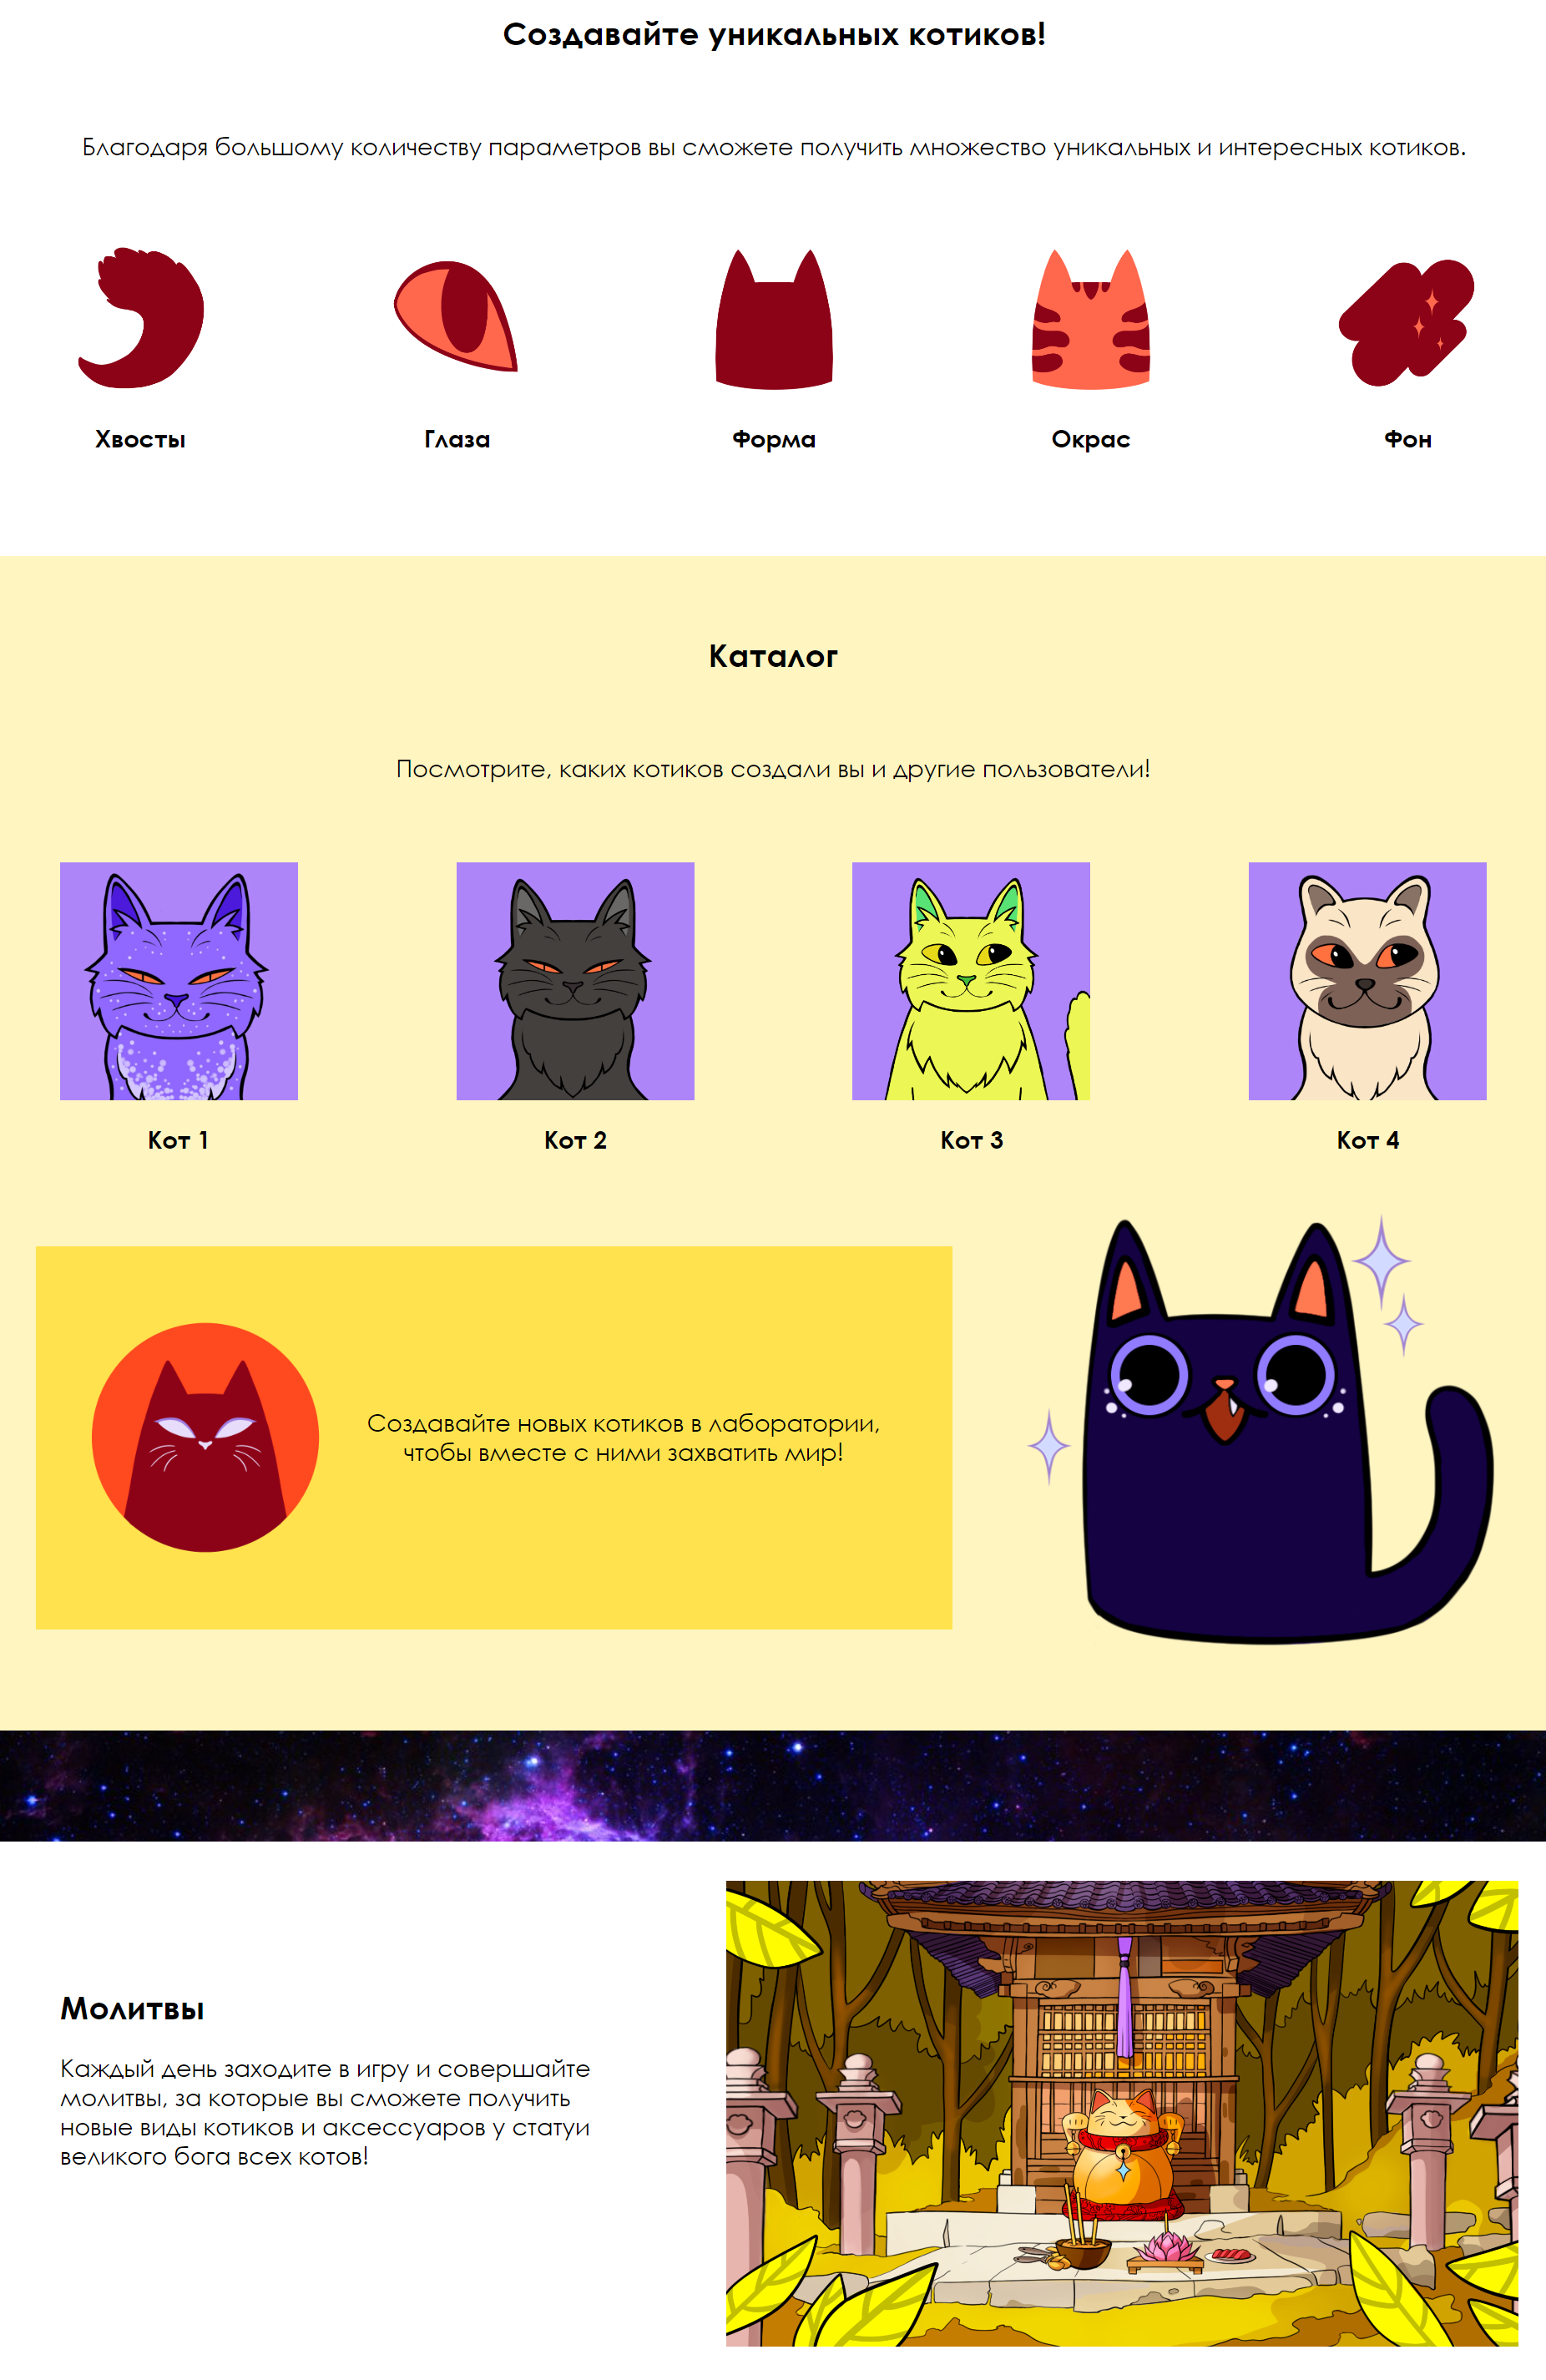 Создавайте уникальных котиков!
Благодаря большому количеству параметров вы сможете получить множество уникальных и интересных котиков.
Хвосты
Глаза
Форма
Окрас
Фон
Каталог
Посмотрите, каких котиков создали вы и другие пользователи!
Кот 1
Кот 2
Кот 3
Кот 4
Создавайте новых котиков в лаборатории,
чтобы вместе с ними захватить мир!
Молитвы
Каждый день заходите в игру и совершайте
молитвы, за которые вы сможете получить
новые виды котиков и аксессуаров у статуи
великого бога всех котов!